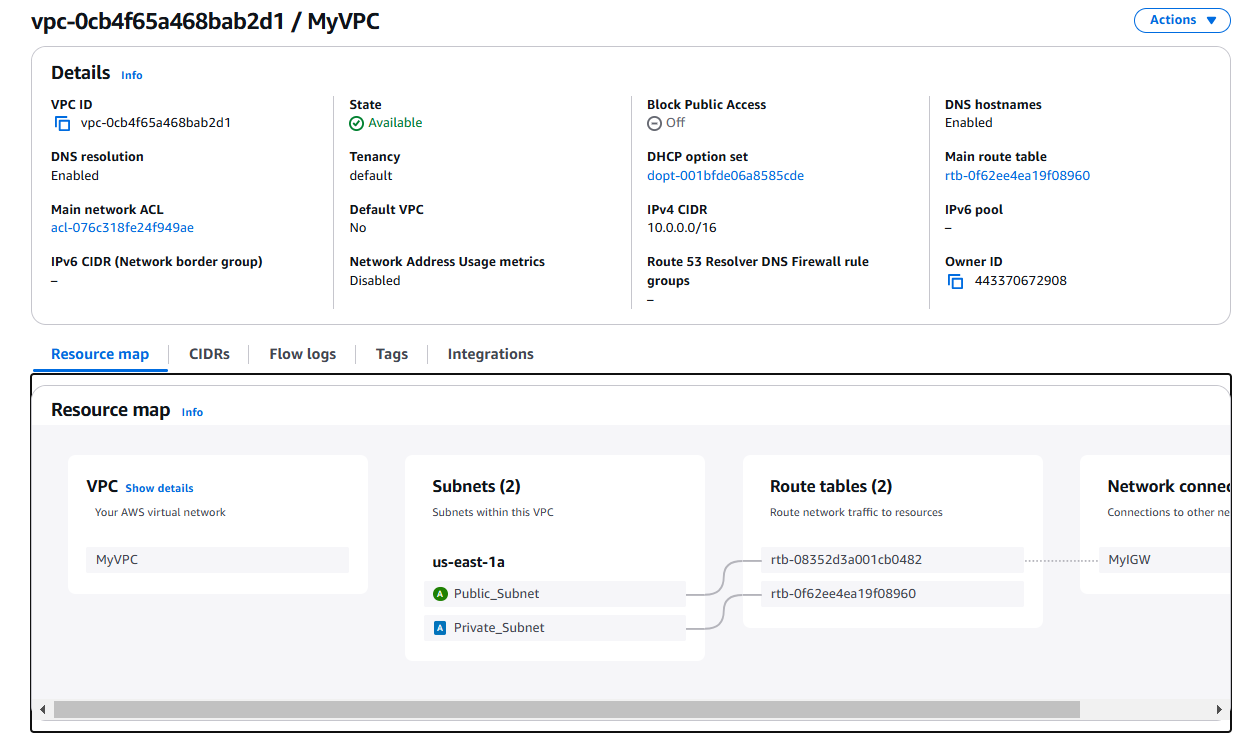 vpc-0cb4f65a468bab2d1 / MyVPC
Actions
Details Info
VPC ID
vpc-0cb4f65a468bab2d1
State
Available
Block Public Access
Off
DNS hostnames
Enabled
DNS resolution
Enabled
Tenancy
default
DHCP option set
dopt-001bfde06a8585cde
Main route table
rtb-0f62ee4ea19f08960
Main network ACL
acl-076c318fe24f949ae
Default VPC
No
IPv4 CIDR
10.0.0.0/16
IPv6 pool
–
IPv6 CIDR (Network border group)
–
Network Address Usage metrics
Disabled
Route 53 Resolver DNS Firewall rule
groups
–
Owner ID
443370672908
Resource map CIDRs Flow logs Tags Integrations
Resource map Info
VPC Show details
Your AWS virtual network
MyVPC
Subnets (2)
Subnets within this VPC
us-east-1a
A Public_Subnet
A Private_Subnet
Route tables (2)
Route network traffic to resources
rtb-08352d3a001cb0482
rtb-0f62ee4ea19f08960
Network connec
Connections to other ne
MyIGW